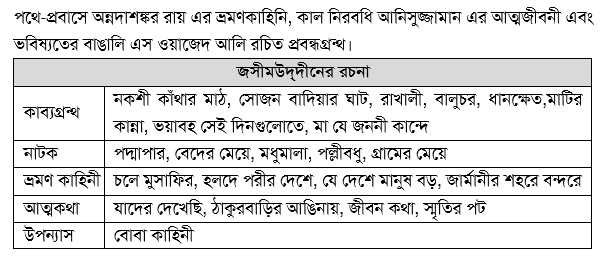 পথে-প্রবাসে অন্নদাশঙ্কর রায় এর ভ্রমণকাহিনি, কাল নিরবধি আনিসুজ্জামান এর আত্মজীবনী এবং
ভবিষ্যতের বাঙালি এস ওয়াজেদ আলি রচিত প্রবন্ধগ্রন্থ।
জসীমউদ্‌দীনের রচনা
কাব্যগ্রন্থ নকশী কাঁথার মাঠ, সোজন বাদিয়ার ঘাট, রাখালী, বালুচর, ধানক্ষেত,মাটির
কান্না, ভয়াবহ সেই দিনগুলোতে, মা যে জননী কান্দে
নাটক পদ্মাপার, বেদের মেয়ে, মধুমালা, পল্লীবধু, গ্রামের মেয়ে
ভ্রমণ কাহিনী চলে মুসাফির, হলদে পরীর দেশে, যে দেশে মানুষ বড়, জার্মানীর শহরে বন্দরে
আত্মকথা যাদের দেখেছি, ঠাকুরবাড়ির আঙিনায়, জীবন কথা, স্মৃতির পট
উপন্যাস বোবা কাহিনী